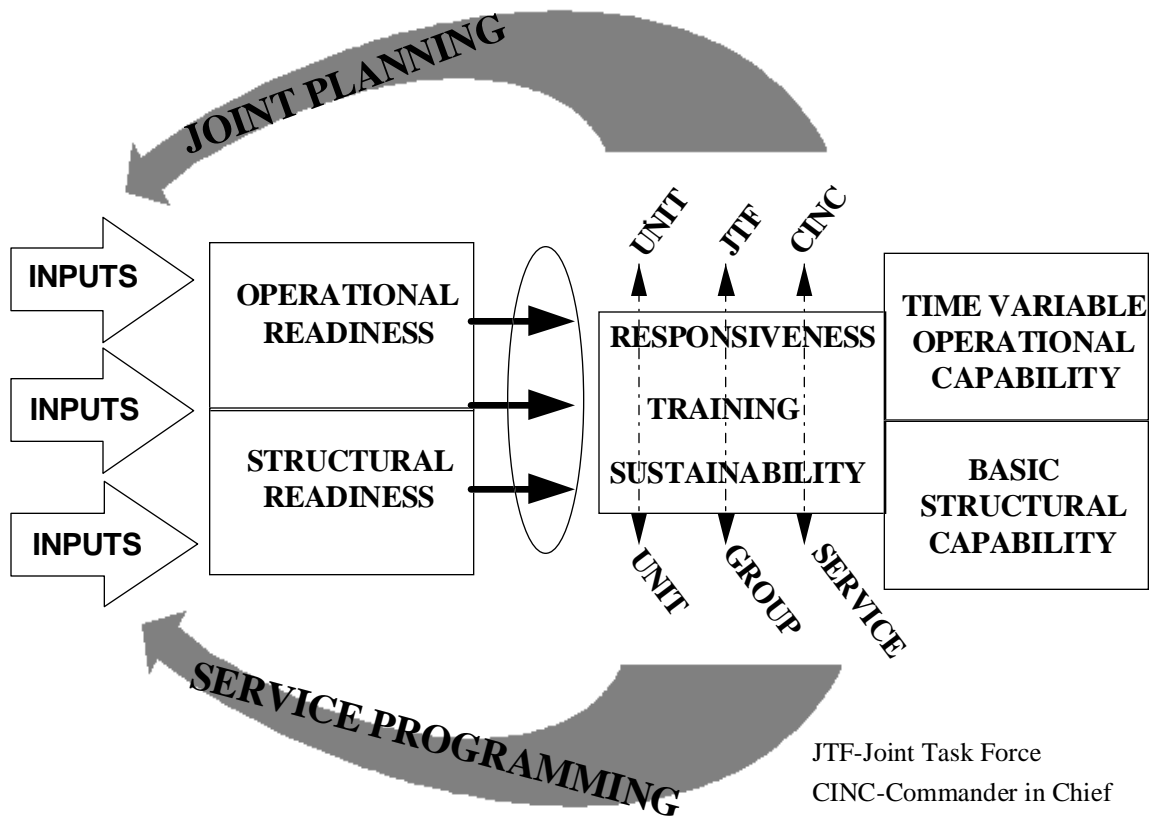 JOINT PLANNING
UNIT
JTF
CINC
INPUTS
INPUTS
INPUTS
OPERATIONAL
READINESS
STRUCTURAL
READINESS
RESPONSIVENESS
TRAINING
SUSTAINABILITY
TIME VARIABLE
OPERATIONAL
CAPABILITY
BASIC
STRUCTURAL
CAPABILITY
UNIT
GROUP
SERVICE
SERVICE PROGRAMMING
JTF-Joint Task Force
CINC-Commander in Chief